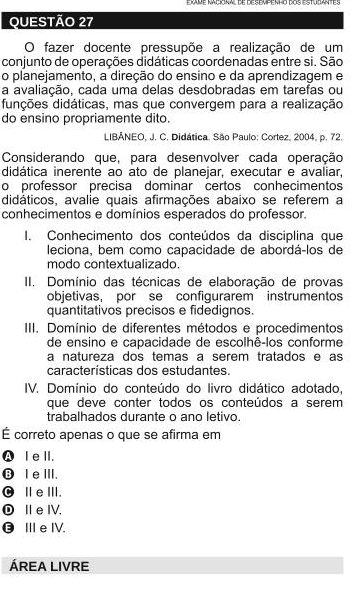 EXAME NACIONAL DE DESEMPENHO DOS ESTUDANTES
QUESTÃO 27
O fazer docente pressupõe a realização de um
conjunto de operações didáticas coordenadas entre si. São
o planejamento, a direção do ensino e da aprendizagem e
a avaliação, cada uma delas desdobradas em tarefas ou
funções didáticas, mas que convergem para a realização
do ensino propriamente dito.
LIBÂNEO, J. C. Didática. São Paulo: Cortez, 2004, p. 72.
Considerando que, para desenvolver cada operação
didática inerente ao ato de planejar, executar e avaliar,
o professor precisa dominar certos conhecimentos
didáticos, avalie quais afirmações abaixo se referem a
conhecimentos e domínios esperados do professor.
I. Conhecimento dos conteúdos da disciplina que
leciona, bem como capacidade de abordá-los de
modo contextualizado.
II. Domínio das técnicas de elaboração de provas
objetivas, por se configurarem instrumentos
quantitativos precisos e fidedignos.
III. Domínio de diferentes métodos e procedimentos
de ensino e capacidade de escolhê-los conforme
a natureza dos temas a serem tratados e as
características dos estudantes.
IV. Domínio do conteúdo do livro didático adotado,
que deve conter todos os conteúdos a serem
trabalhados durante o ano letivo.
É correto apenas o que se afirma em
A I e II.
B I e III.
C II e III.
D II e IV.
E III e IV.
ÁREA LIVRE